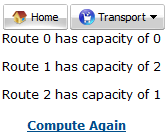 Home Transport
Route 0 has capacity of 0
Route 1 has capacity of 2
Route 2 has capacity of 1
Compute Again